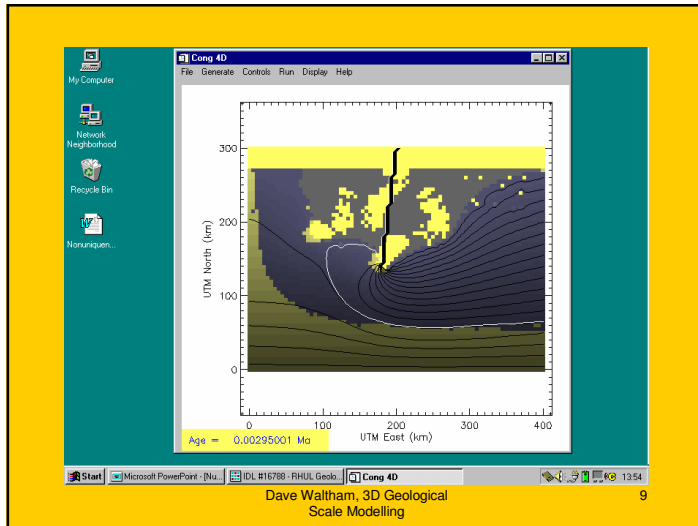 My Computer
Network
Neighborhood
Recycle Bin
Nonuniquen...
Cong 4D
File Generate Controls Run Display Help
300
200
100
0
UTM North (km)
0 100 200 300 400
UTM East (km)
Age = 0.00295001 Ma
Start
Microsoft PowerPoint - [Nu...
IDL #16788 - RHUL Geolo...
Cong 4D
13:54
Dave Waltham, 3D Geological
Scale Modelling
9